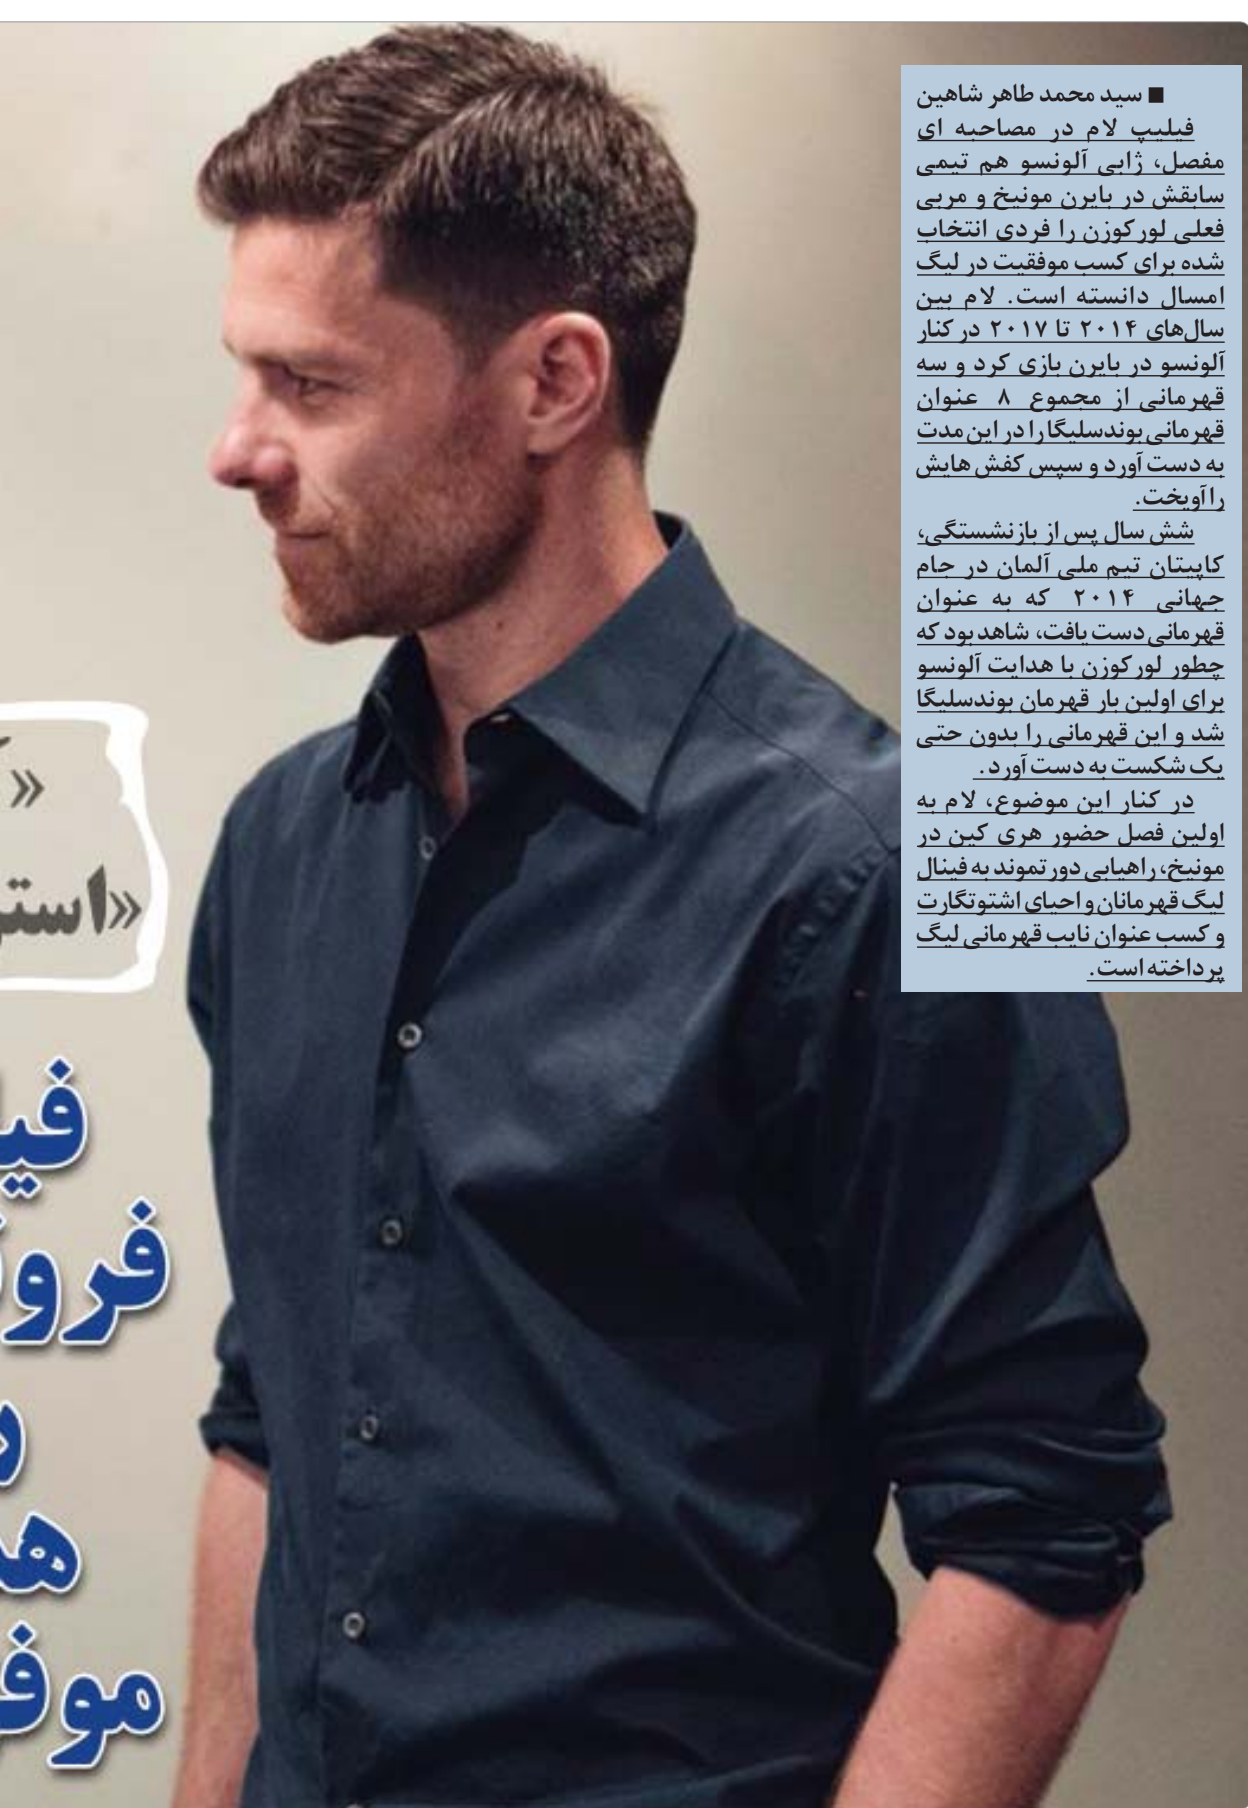 ■ سید محمد طاهر شاهین
فیلیپ لام در مصاحبه ای
مفصل، ژابی آلونسو هم تیمی
سابقش در بایرن مونیخ و مربی
فعلی لورکوزن را فردی انتخاب
شده برای کسب موفقیت در لیگ
امسال دانسته است. لام بین
سال‌های ۲۰۱۴ تا ۲۰۱۷ در کنار
آلونسو در بایرن بازی کرد و سه
قهرمانی از مجموع ۸ عنوان
قهرمانی بوندسلیگا را در این مدت
به دست آورد و سپس کفش هایش
را آویخت.
شش سال پس از بازنشستگی،
کاپیتان تیم ملی آلمان در جام
جهانی ۲۰۱۴ که به عنوان
قهرمانی دست یافت، شاهد بود که
چطور لورکوزن با هدایت آلونسو
برای اولین بار قهرمان بوندسلیگا
شد و این قهرمانی را بدون حتی
یک شکست به دست آورد.
در کنار این موضوع، لام به
اولین فصل حضور هری کین در
مونیخ، راهیابی دورتموند به فینال
لیگ قهرمانان و احیای اشتوتگارت
و کسب عنوان نایب قهرمانی لیگ
پرداخته است.